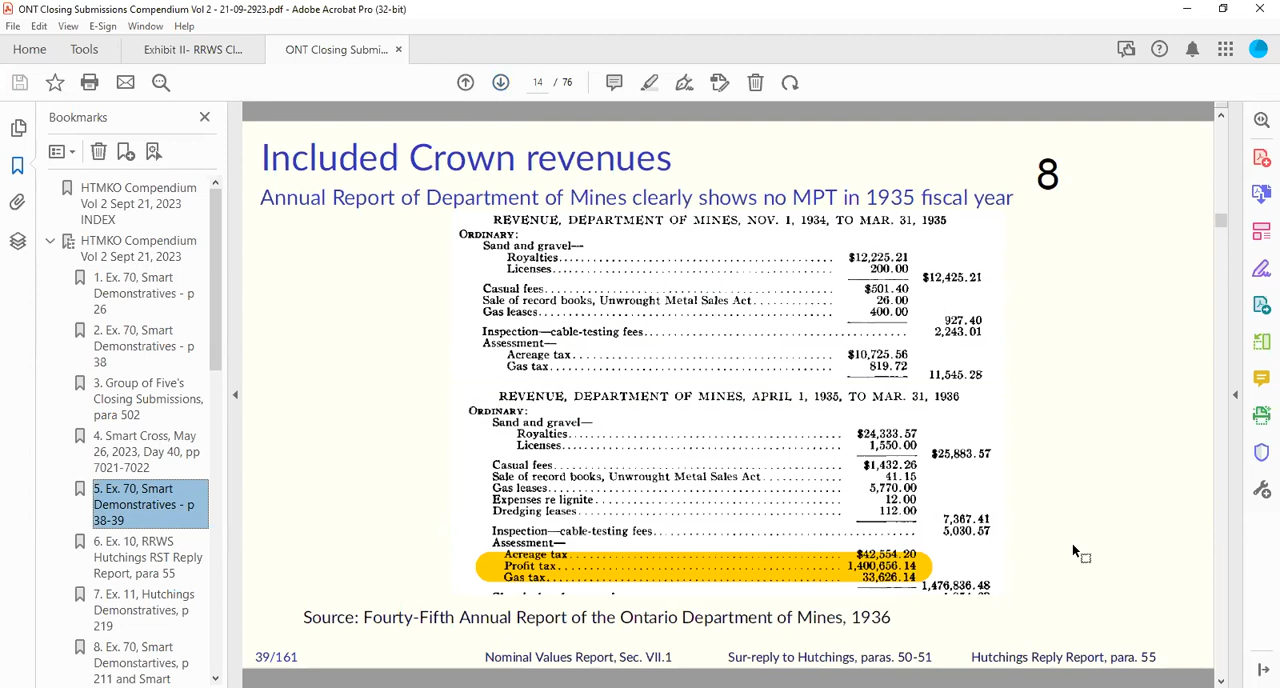 ONT Closing Submissions Compendium Vol 2 - 21-09-2923.pdf - Adobe Acrobat Pro (32-bit)
File Edit View E-Sign Window Help
Home Tools Exhibit II- RRWS Cl... ONT Closing Submi... ×
14 / 76
Bookmarks
HTMKO Compendium
Vol 2 Sept 21, 2023
INDEX
HTMKO Compendium
Vol 2 Sept 21, 2023
1. Ex. 70, Smart
Demonstratives - p
26
2. Ex. 70, Smart
Demonstratives - p
38
3. Group of Five's
Closing Submissions,
para 502
4. Smart Cross, May
26, 2023, Day 40, pp
7021-7022
5. Ex. 70, Smart
Demonstratives - p
38-39
6. Ex. 10, RRWS
Hutchings RST Reply
Report, para 55
7. Ex. 11, Hutchings
Demonstratives, p
219
8. Ex. 70, Smart
Demonstartives, p
211 and Smart
Included Crown revenues
8
Annual Report of Department of Mines clearly shows no MPT in 1935 fiscal year
REVENUE, DEPARTMENT OF MINES, NOV. 1, 1934, TO MAR. 31, 1935
ORDINARY:
Sand and gravel—
Royalties $12,225.21
Licenses 200.00
$12,425.21
Casual fees $501.40
Sale of record books, Unwrought Metal Sales Act 26.00
Gas leases 400.00
927.40
Inspection—cable-testing fees 2,243.01
Assessment—
Acreage tax $10,725.56
Gas tax 819.72
11,545.28
REVENUE, DEPARTMENT OF MINES, APRIL 1, 1935, TO MAR. 31, 1936
ORDINARY:
Sand and gravel—
Royalties $24,333.57
Licenses 1,550.00
$25,883.57
Casual fees $1,432.26
Sale of record books, Unwrought Metal Sales Act 41.15
Gas leases 5,770.00
Expenses re lignite 12.00
Dredging leases 112.00
7,367.41
Inspection—cable-testing fees 5,030.57
Assessment—
Acreage tax $42,554.20
Profit tax 1,400,656.14
Gas tax 33,626.14
1,476,836.48
Source: Fourty-Fifth Annual Report of the Ontario Department of Mines, 1936
39/161 Nominal Values Report, Sec. VII.1 Sur-reply to Hutchings, paras. 50-51 Hutchings Reply Report, para. 55